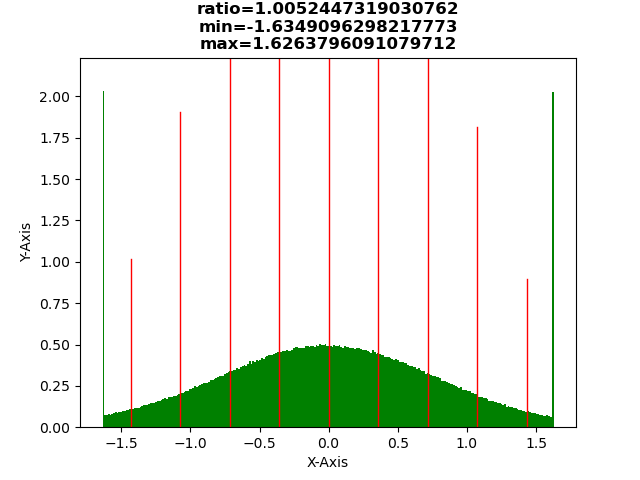 ratio=1.0052447319030762
min=-1.6349096298217773
max=1.6263796091079712
2.00
1.75
1.50
1.25
1.00
0.75
0.50
0.25
0.00
Y-Axis
−1.5 −1.0 −0.5 0.0 0.5 1.0 1.5
X-Axis